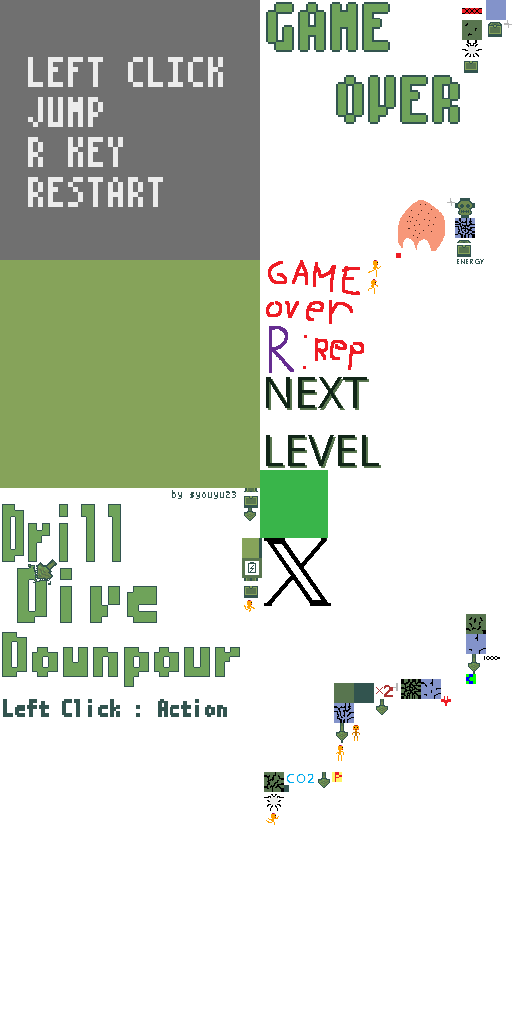 LEFT CLICK
JUMP
R KEY
RESTART
GAME
OVER
ENERGY
GAME
over
R:Rep
NEXT
LEVEL
by syouyu23
Drill
Dive
Downpour
Left Click : Action
X
×2
CO2